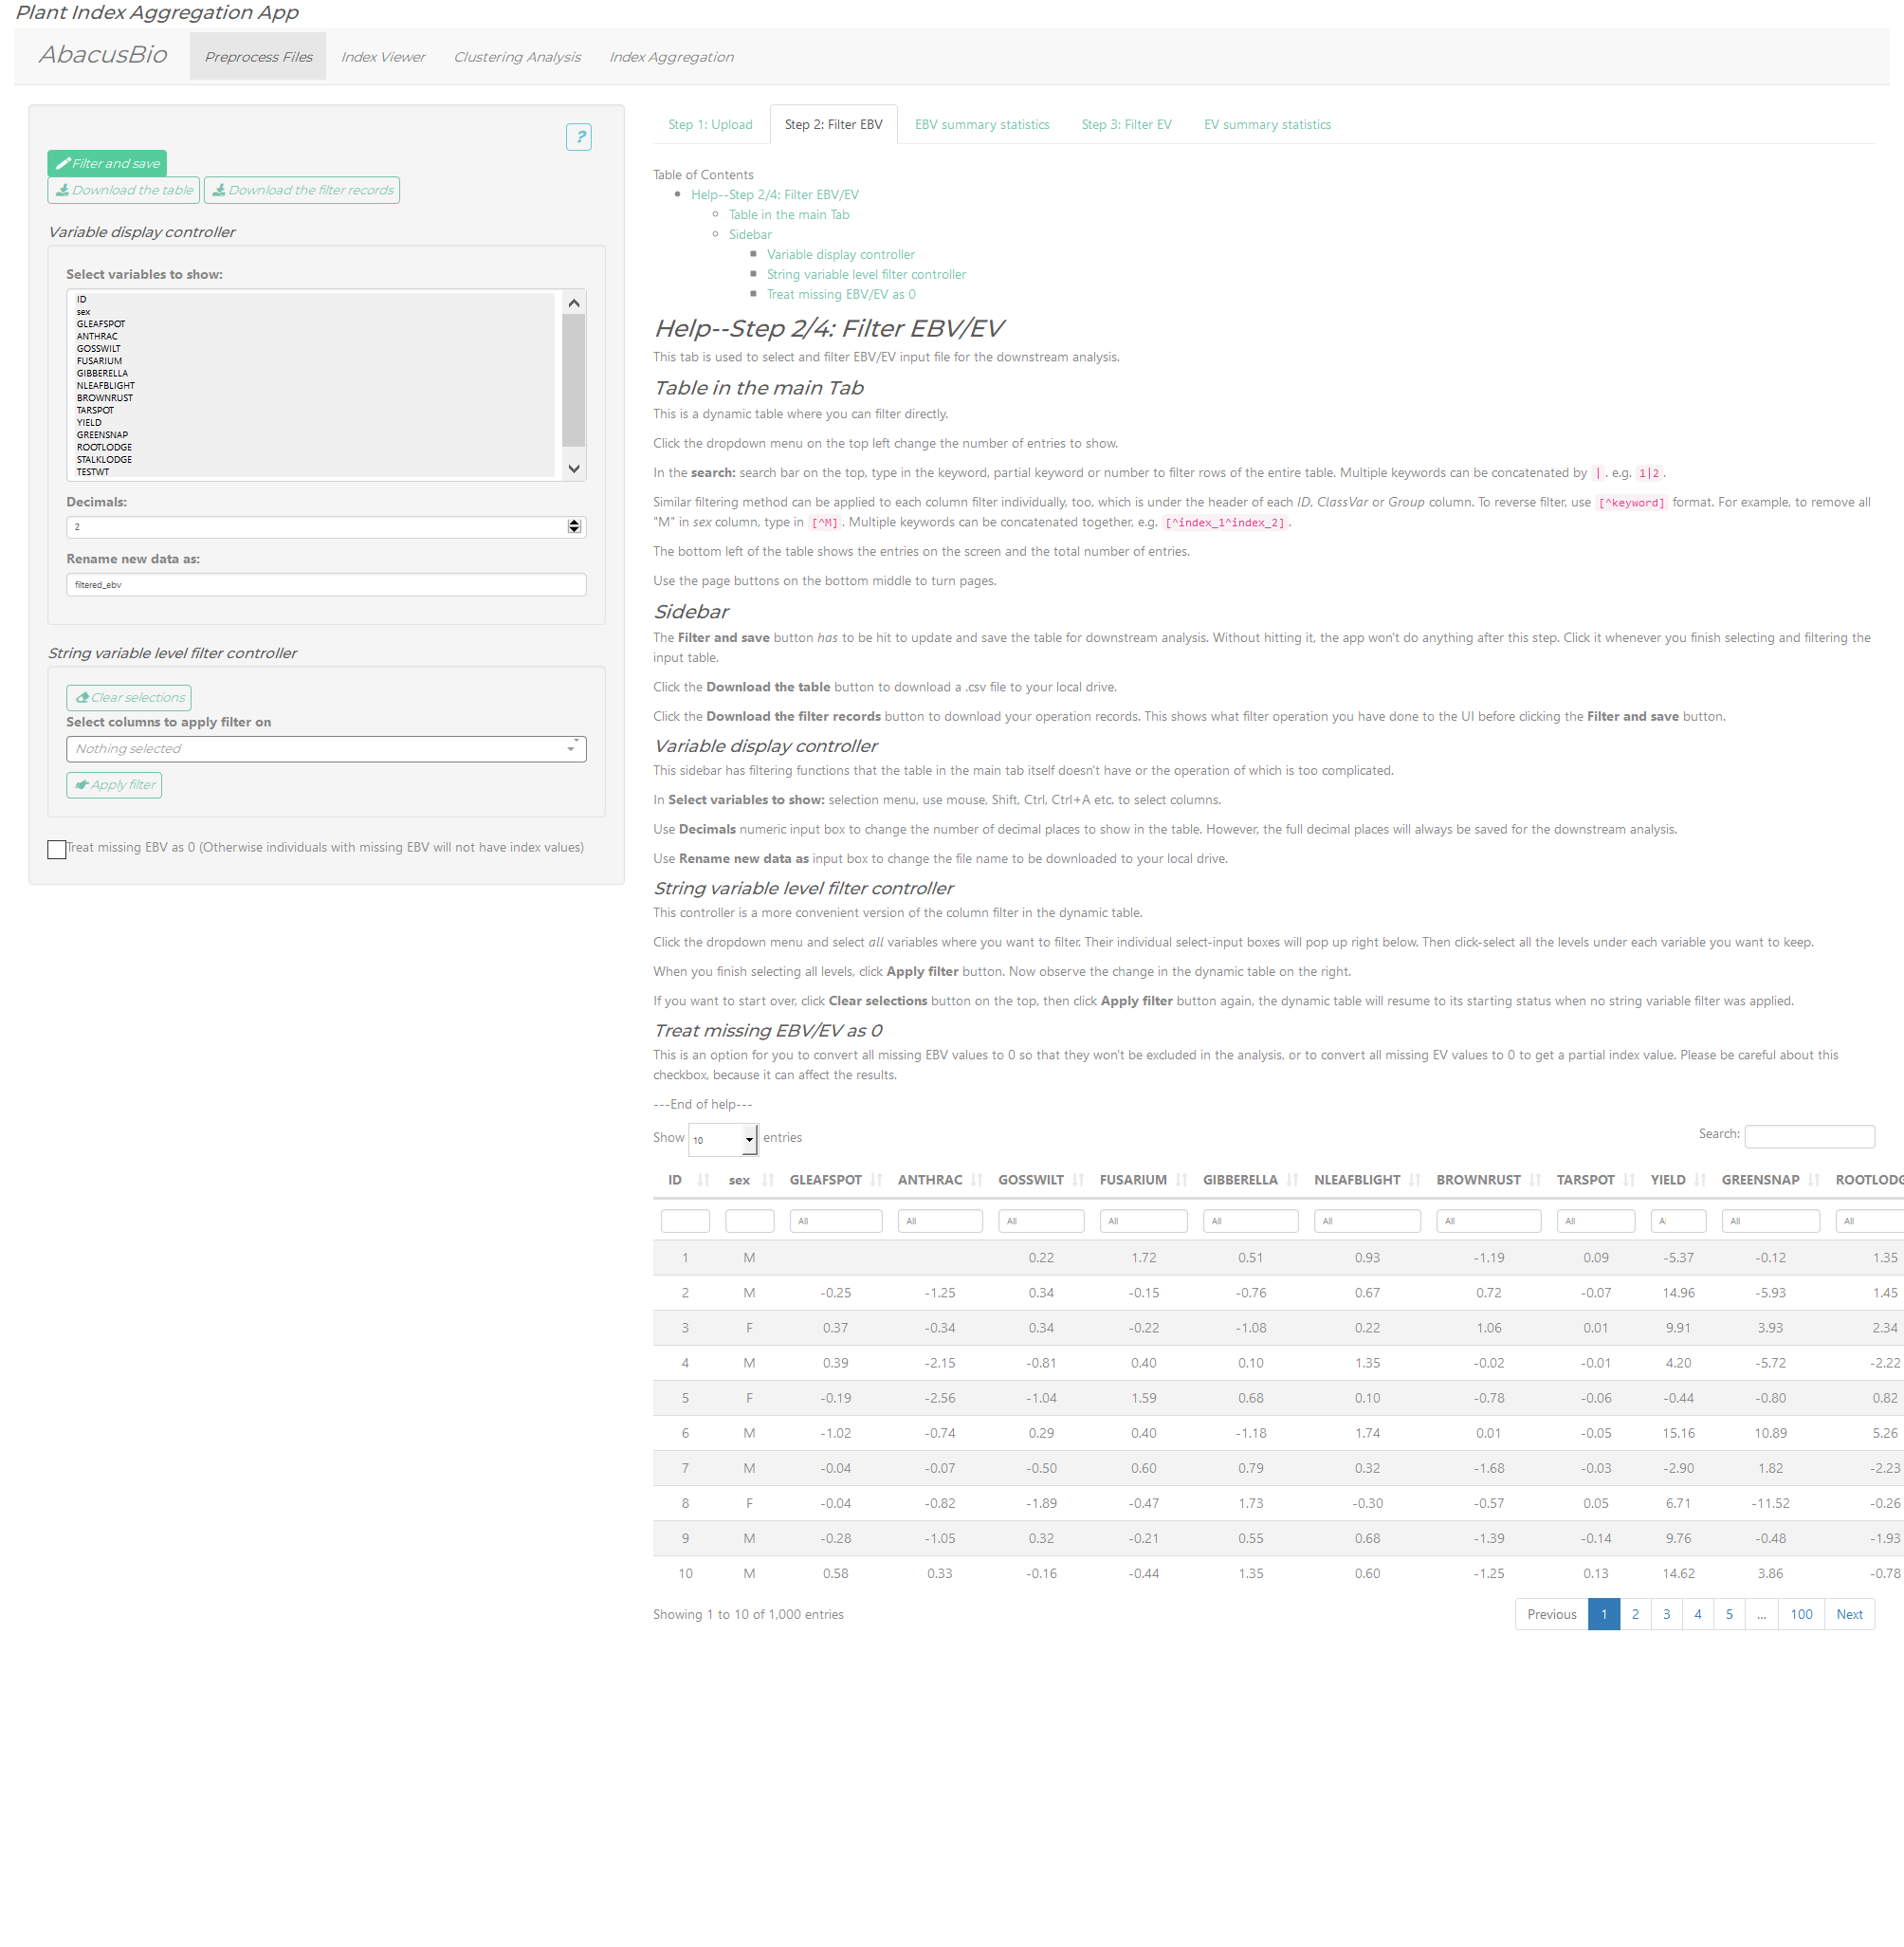 Plant Index Aggregation App
AbacusBio Preprocess Files Index Viewer Clustering Analysis Index Aggregation
?
Filter and save
Download the table Download the filter records
Variable display controller
Select variables to show:
ID
sex
GLEAFSPOT
ANTHRAC
GOSSWILT
FUSARIUM
GIBBERELLA
NLEAFBLIGHT
BROWNRUST
TARSPOT
YIELD
GREENSNAP
ROOTLODGE
STALKLODGE
TESTWT
Decimals:
2
Rename new data as:
filtered_ebv
String variable level filter controller
Clear selections
Select columns to apply filter on
Nothing selected
Apply filter
Treat missing EBV as 0 (Otherwise individuals with missing EBV will not have index values)
Step 1: Upload Step 2: Filter EBV EBV summary statistics Step 3: Filter EV EV summary statistics
Table of Contents
Help--Step 2/4: Filter EBV/EV
Table in the main Tab
Sidebar
Variable display controller
String variable level filter controller
Treat missing EBV/EV as 0
Help--Step 2/4: Filter EBV/EV
This tab is used to select and filter EBV/EV input file for the downstream analysis.
Table in the main Tab
This is a dynamic table where you can filter directly.
Click the dropdown menu on the top left change the number of entries to show.
In the search: search bar on the top, type in the keyword, partial keyword or number to filter rows of the entire table. Multiple keywords can be concatenated by |. e.g. 1|2.
Similar filtering method can be applied to each column filter individually, too, which is under the header of each ID, ClassVar or Group column. To reverse filter, use [^keyword] format. For example, to remove all
"M" in sex column, type in [^M]. Multiple keywords can be concatenated together, e.g. [^index_1^index_2].
The bottom left of the table shows the entries on the screen and the total number of entries.
Use the page buttons on the bottom middle to turn pages.
Sidebar
The Filter and save button has to be hit to update and save the table for downstream analysis. Without hitting it, the app won't do anything after this step. Click it whenever you finish selecting and filtering the
input table.
Click the Download the table button to download a .csv file to your local drive.
Click the Download the filter records button to download your operation records. This shows what filter operation you have done to the UI before clicking the Filter and save button.
Variable display controller
This sidebar has filtering functions that the table in the main tab itself doesn't have or the operation of which is too complicated.
In Select variables to show: selection menu, use mouse, Shift, Ctrl, Ctrl+A etc. to select columns.
Use Decimals numeric input box to change the number of decimal places to show in the table. However, the full decimal places will always be saved for the downstream analysis.
Use Rename new data as input box to change the file name to be downloaded to your local drive.
String variable level filter controller
This controller is a more convenient version of the column filter in the dynamic table.
Click the dropdown menu and select all variables where you want to filter. Their individual select-input boxes will pop up right below. Then click-select all the levels under each variable you want to keep.
When you finish selecting all levels, click Apply filter button. Now observe the change in the dynamic table on the right.
If you want to start over, click Clear selections button on the top, then click Apply filter button again, the dynamic table will resume to its starting status when no string variable filter was applied.
Treat missing EBV/EV as 0
This is an option for you to convert all missing EBV values to 0 so that they won't be excluded in the analysis, or to convert all missing EV values to 0 to get a partial index value. Please be careful about this
checkbox, because it can affect the results.
---End of help---
Show 10 entries Search:
ID sex GLEAFSPOT ANTHRAC GOSSWILT FUSARIUM GIBBERELLA NLEAFBLIGHT BROWNRUST TARSPOT YIELD GREENSNAP ROOTLODG
All All All All All All All All A All All
1 M 0.22 1.72 0.51 0.93 -1.19 0.09 -5.37 -0.12 1.35
2 M -0.25 -1.25 0.34 -0.15 -0.76 0.67 0.72 -0.07 14.96 -5.93 1.45
3 F 0.37 -0.34 0.34 -0.22 -1.08 0.22 1.06 0.01 9.91 3.93 2.34
4 M 0.39 -2.15 -0.81 0.40 0.10 1.35 -0.02 -0.01 4.20 -5.72 -2.22
5 F -0.19 -2.56 -1.04 1.59 0.68 0.10 -0.78 -0.06 -0.44 -0.80 0.82
6 M -1.02 -0.74 0.29 0.40 -1.18 1.74 0.01 -0.05 15.16 10.89 5.26
7 M -0.04 -0.07 -0.50 0.60 0.79 0.32 -1.68 -0.03 -2.90 1.82 -2.23
8 F -0.04 -0.82 -1.89 -0.47 1.73 -0.30 -0.57 0.05 6.71 -11.52 -0.26
9 M -0.28 -1.05 0.32 -0.21 0.55 0.68 -1.39 -0.14 9.76 -0.48 -1.93
10 M 0.58 0.33 -0.16 -0.44 1.35 0.60 -1.25 0.13 14.62 3.86 -0.78
Showing 1 to 10 of 1,000 entries Previous 1 2 3 4 5 ... 100 Next